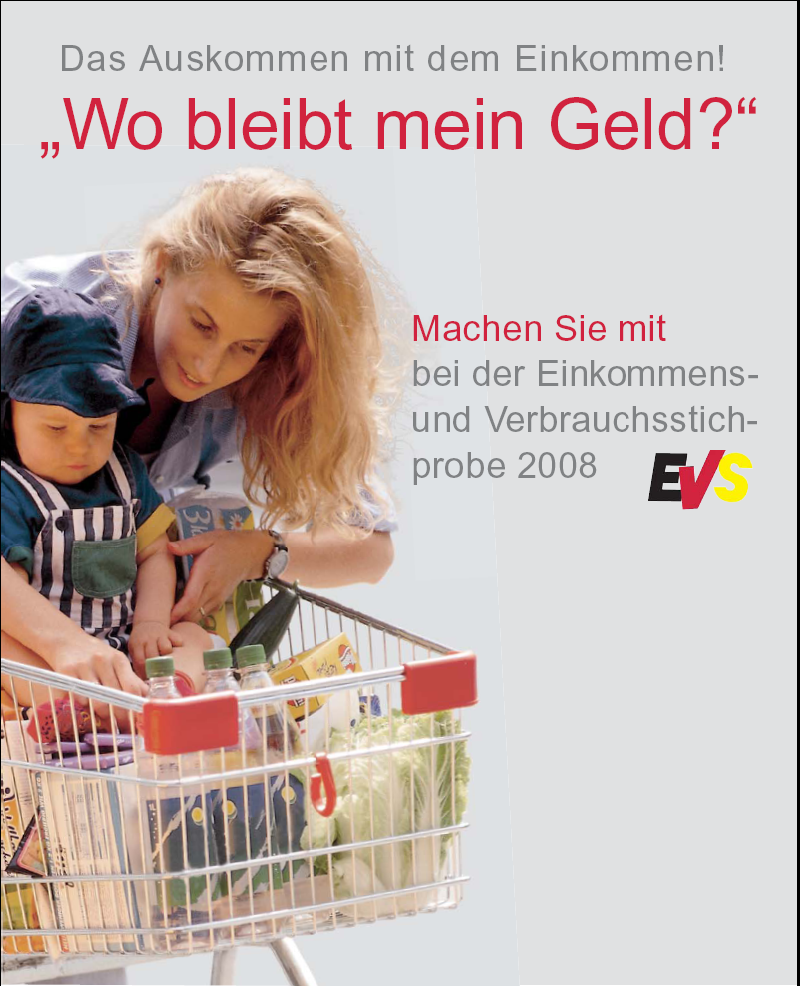 Das Auskommen mit dem Einkommen!
„Wo bleibt mein Geld?“
Machen Sie mit
bei der Einkommens-
und Verbrauchsstich-
probe 2008
EVS